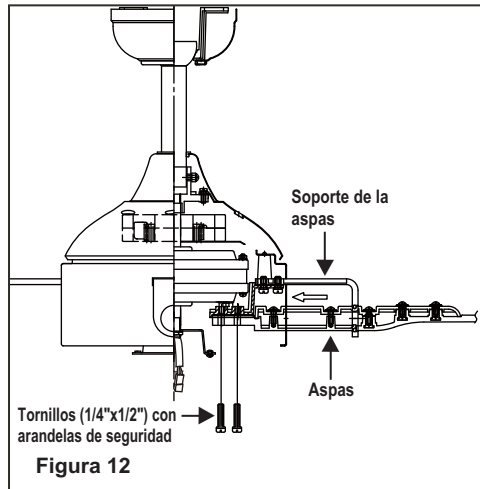 Soporte de la
aspas
Aspas
Tornillos (1/4"x1/2") con
arandelas de seguridad
Figura 12